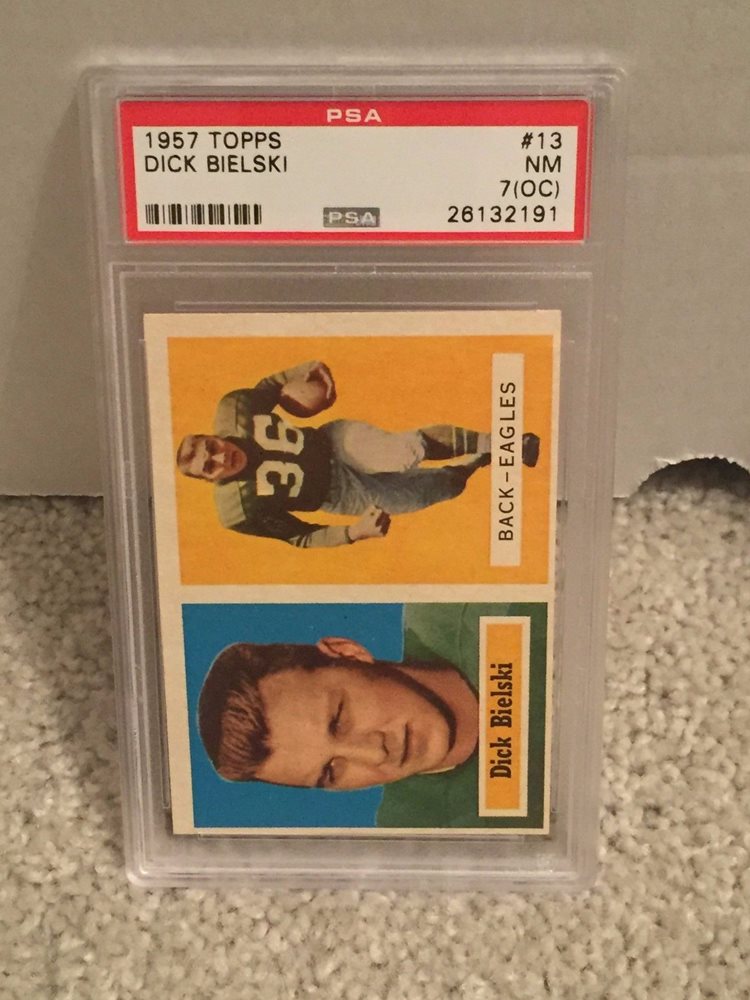 PSA
1957 TOPPS #13
DICK BIELSKI NM
7(OC)
PSA 26132191
36
BACK-EAGLES
Dick Bielski